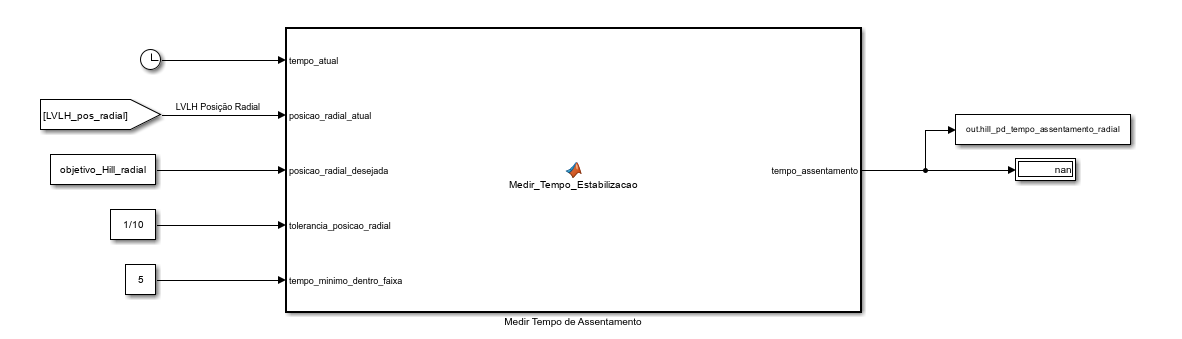 tempo_atual
[LVLH_pos_radial]
LVLH Posição Radial
posicao_radial_atual
out.hill_pd_tempo_assentamento_radial
objetivo_Hill_radial
posicao_radial_desejada
Medir_Tempo_Estabilizacao
tempo_assentamento
nan
1/10
tolerancia_posicao_radial
5
tempo_minimo_dentro_faixa
Medir Tempo de Assentamento